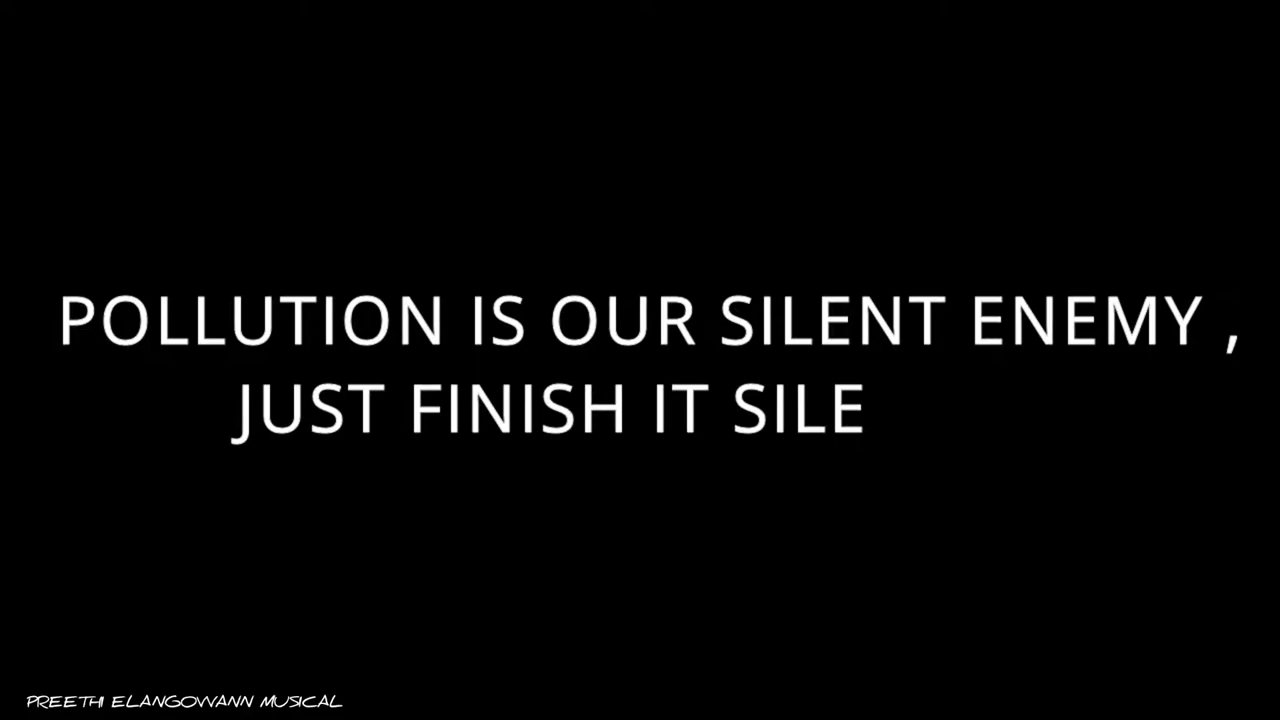 POLLUTION IS OUR SILENT ENEMY ,
JUST FINISH IT SILE
PREETHI ELANGOWANN MUSICAL